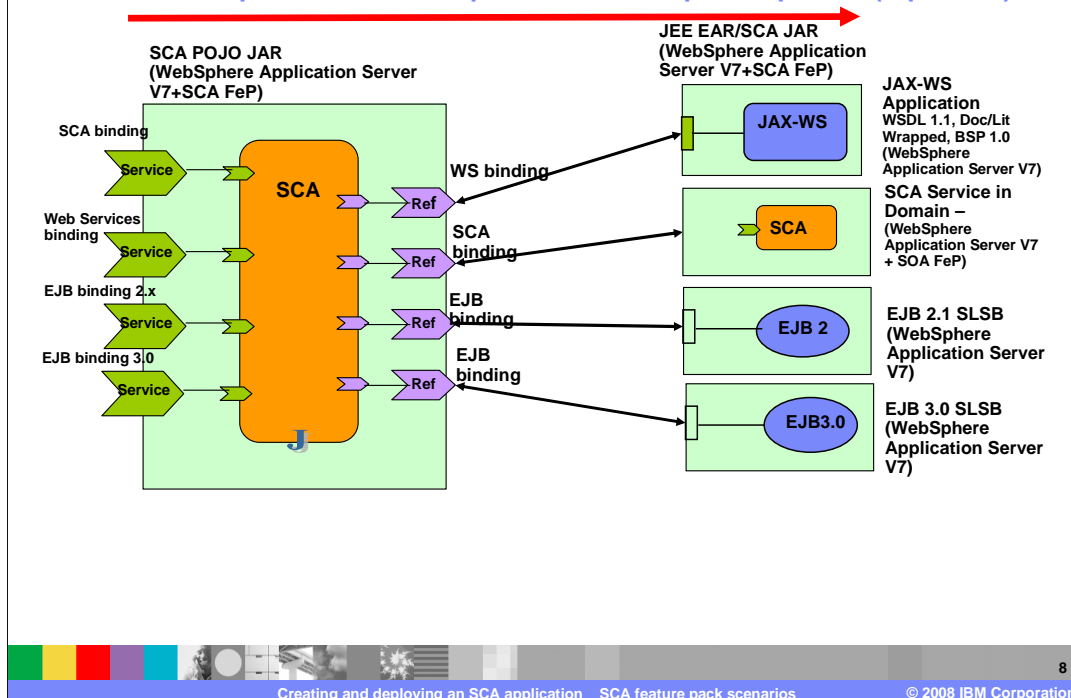 SCA POJO JAR
(WebSphere Application Server
V7+SCA FeP)
JEE EAR/SCA JAR
(WebSphere Application
Server V7+SCA FeP)
SCA binding
Service
Web Services
binding
Service
EJB binding 2.x
Service
EJB binding 3.0
Service
SCA
J
WS binding
Ref
SCA
binding
Ref
EJB
binding
Ref
EJB
binding
Ref
JAX-WS
JAX-WS
Application
WSDL 1.1, Doc/Lit
Wrapped, BSP 1.0
(WebSphere
Application Server V7)
SCA
SCA Service in
Domain –
(WebSphere
Application Server V7
+ SOA FeP)
EJB 2
EJB 2.1 SLSB
(WebSphere
Application Server
V7)
EJB3.0
EJB 3.0 SLSB
(WebSphere
Application Server
V7)
8
Creating and deploying an SCA application SCA feature pack scenarios
© 2008 IBM Corporation